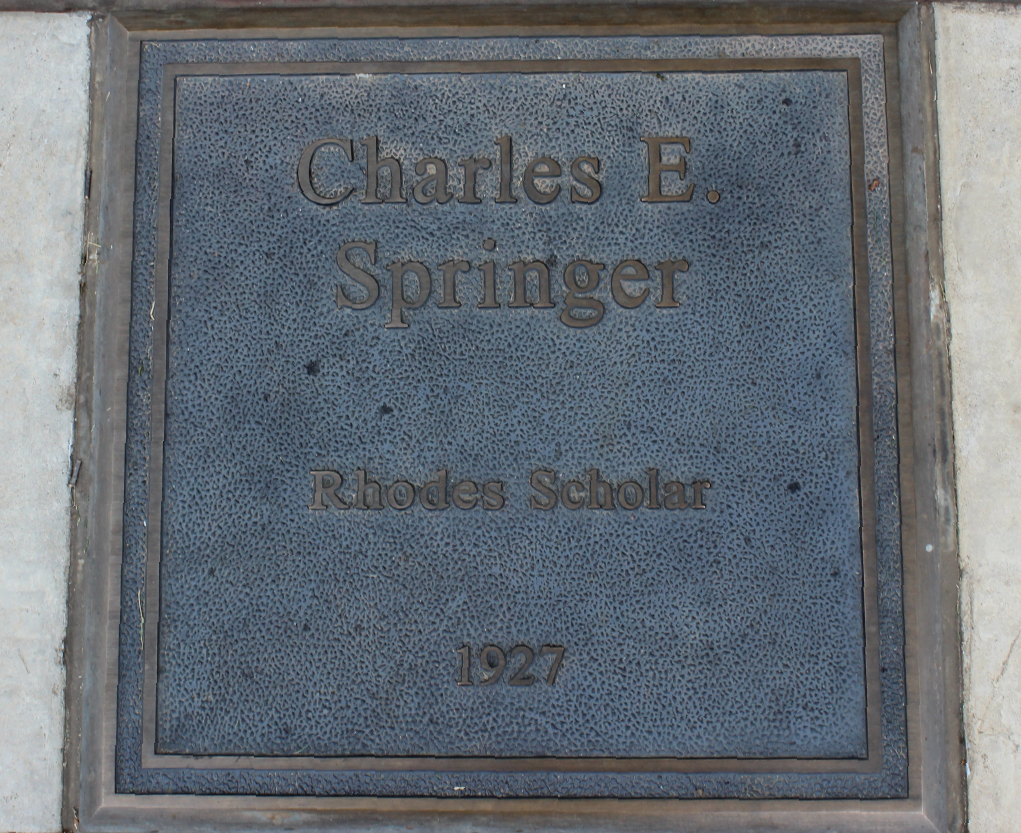 Charles E.
Springer
Rhodes Scholar
1927